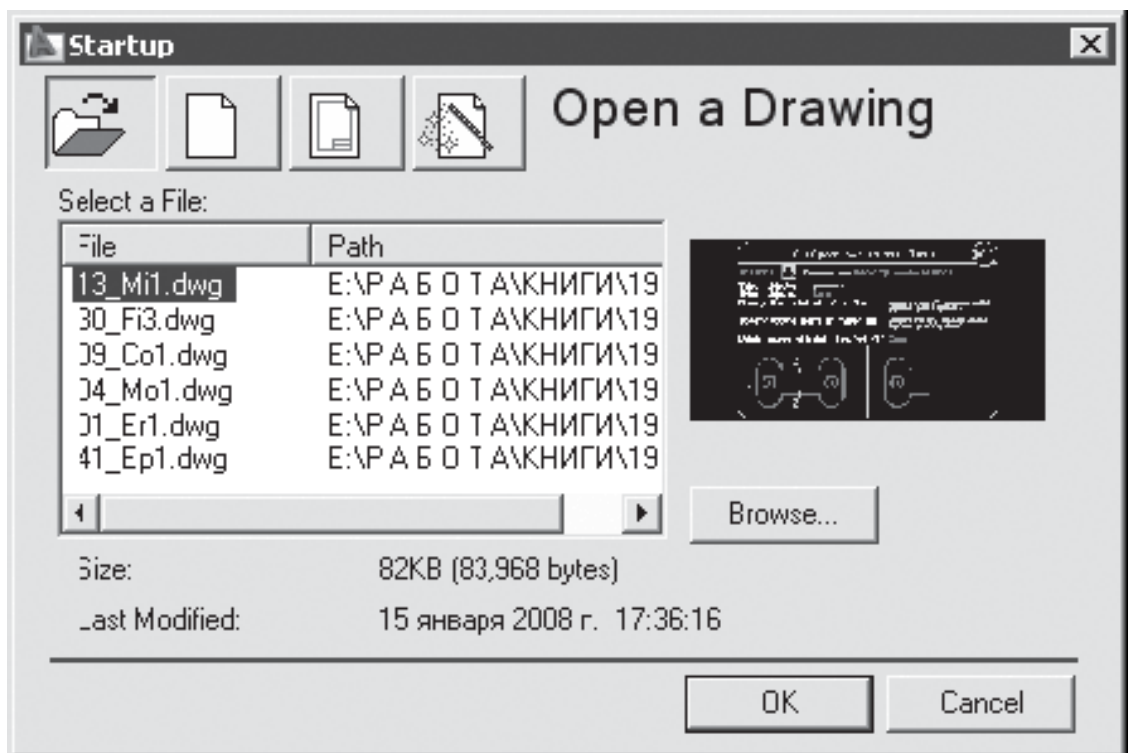 Startup
Open a Drawing
Select a File:
File Path
13_Mi1.dwg E:\Р А Б О Т А\КНИГИ\19
30_Fi3.dwg E:\Р А Б О Т А\КНИГИ\19
09_Co1.dwg E:\Р А Б О Т А\КНИГИ\19
04_Mo1.dwg E:\Р А Б О Т А\КНИГИ\19
01_Er1.dwg E:\Р А Б О Т А\КНИГИ\19
41_Ep1.dwg E:\Р А Б О Т А\КНИГИ\19
Browse...
Size: 82KB (83,968 bytes)
Last Modified: 15 января 2008 г. 17:36:16
OK Cancel